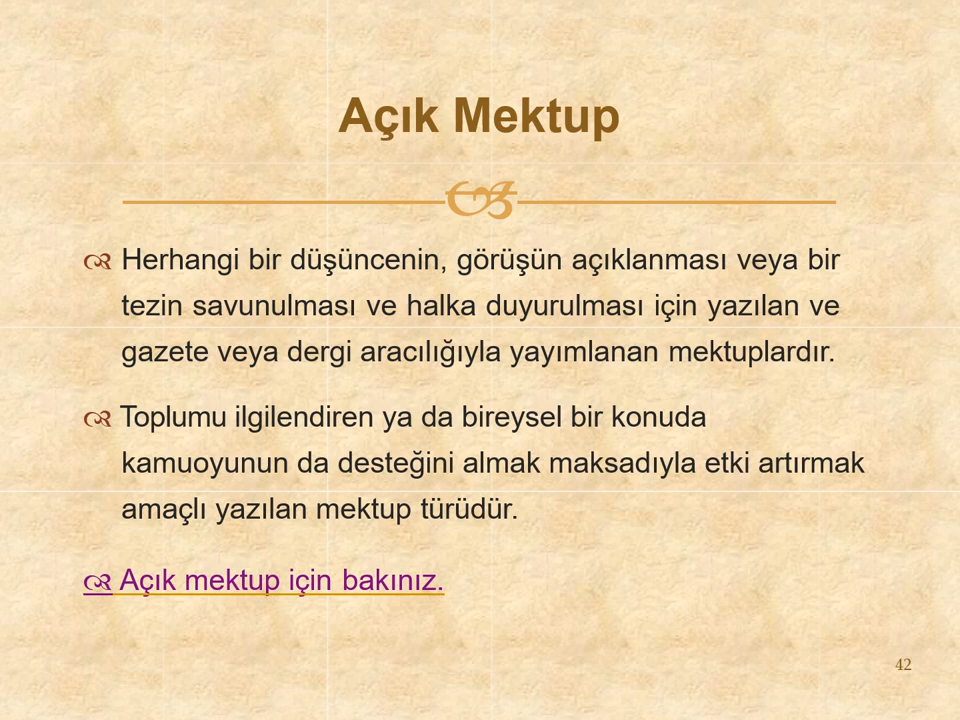 Açık Mektup
Herhangi bir düşüncenin, görüşün açıklanması veya bir
tezin savunulması ve halka duyurulması için yazılan ve
gazete veya dergi aracılığıyla yayımlanan mektuplardır.
Toplumu ilgilendiren ya da bireysel bir konuda
kamuoyunun da desteğini almak maksadıyla etki artırmak
amaçlı yazılan mektup türüdür.
Açık mektup için bakınız.
42